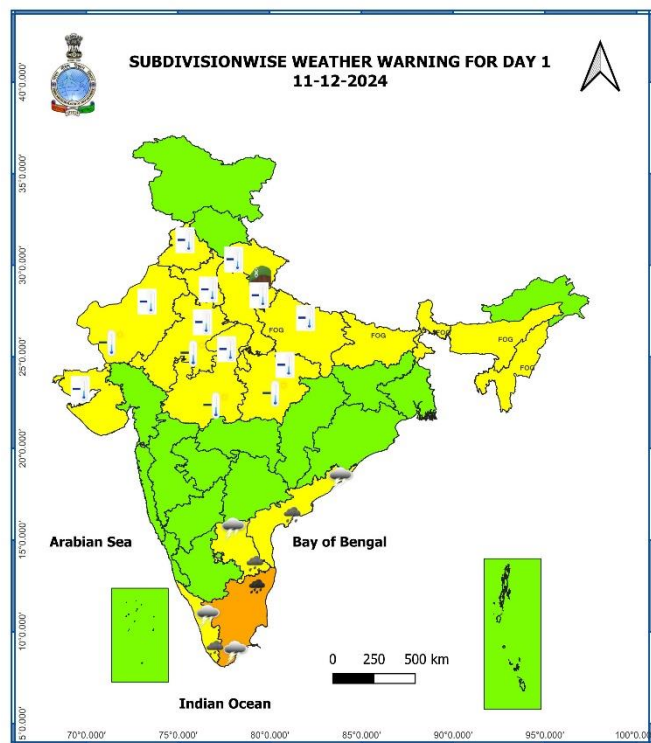 SUBDIVISIONWISE WEATHER WARNING FOR DAY 1
11-12-2024
40°0.000'
35°0.000'
30°0.000'
25°0.000'
20°0.000'
15°0.000'
10°0.000'
5°0.000'
FOG
FOG
FOG
FOG
FOG
Arabian Sea
Bay of Bengal
0 250 500 km
Indian Ocean
70°0.000' 75°0.000' 80°0.000' 85°0.000' 90°0.000' 95°0.000' 100°0.000'